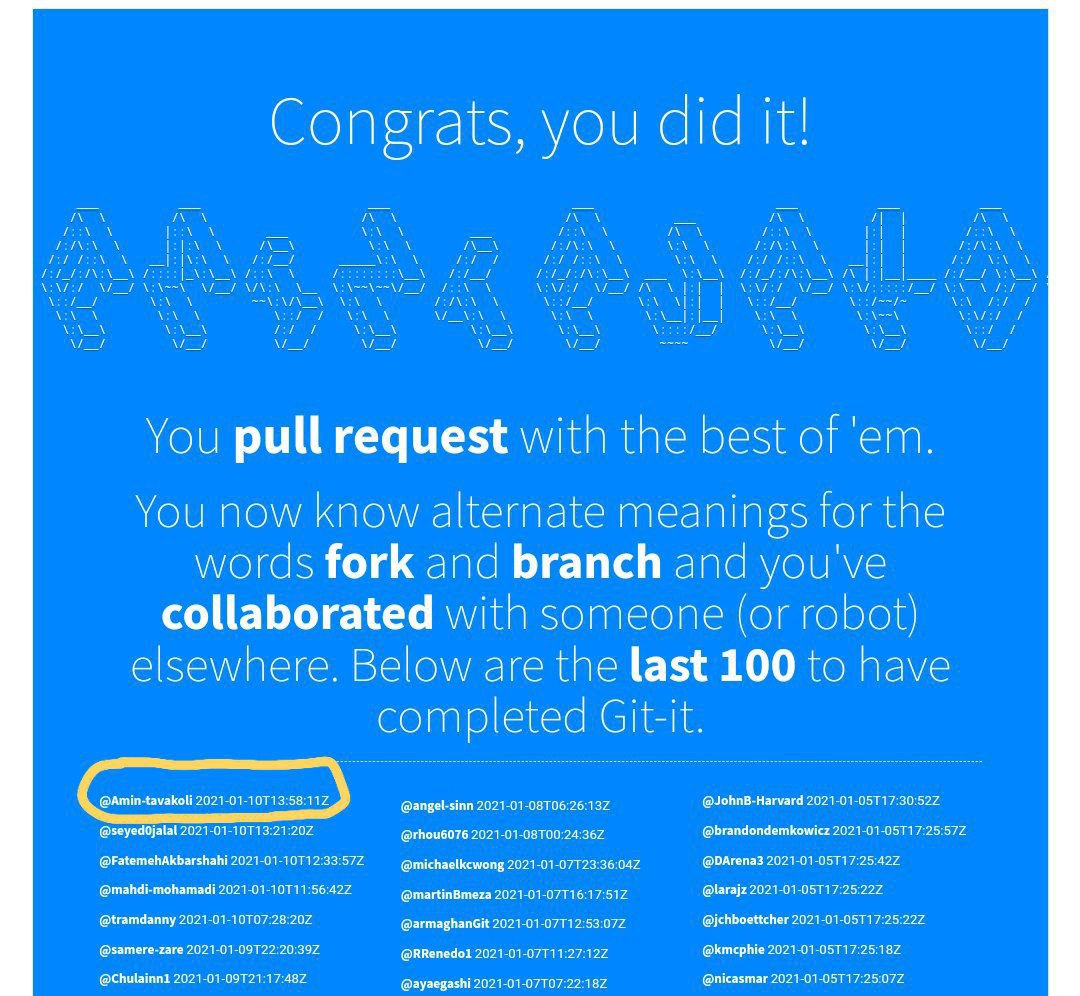 Congrats, you did it!
You pull request with the best of 'em.
You now know alternate meanings for the
words fork and branch and you've
collaborated with someone (or robot)
elsewhere. Below are the last 100 to have
completed Git-it.
@Amin-tavakoli 2021-01-10T13:58:11Z
@seyed0jalal 2021-01-10T13:21:20Z
@FatemehAkbarshahi 2021-01-10T12:33:57Z
@mahdi-mohamadi 2021-01-10T11:56:42Z
@tramdanny 2021-01-10T07:28:20Z
@samere-zare 2021-01-09T22:20:39Z
@Chulainn1 2021-01-09T21:17:48Z
@angel-sinn 2021-01-08T06:26:13Z
@rhou6076 2021-01-08T00:24:36Z
@michaelkcwong 2021-01-07T23:36:04Z
@martinBmeza 2021-01-07T16:17:51Z
@armaghanGit 2021-01-07T12:53:07Z
@RRenedo1 2021-01-07T11:27:12Z
@ayaegashi 2021-01-07T07:22:18Z
@JohnB-Harvard 2021-01-05T17:30:52Z
@brandondemkowicz 2021-01-05T17:25:57Z
@DArena3 2021-01-05T17:25:42Z
@larajz 2021-01-05T17:25:22Z
@jchboettcher 2021-01-05T17:25:22Z
@kmcphie 2021-01-05T17:25:18Z
@nicasmar 2021-01-05T17:25:07Z